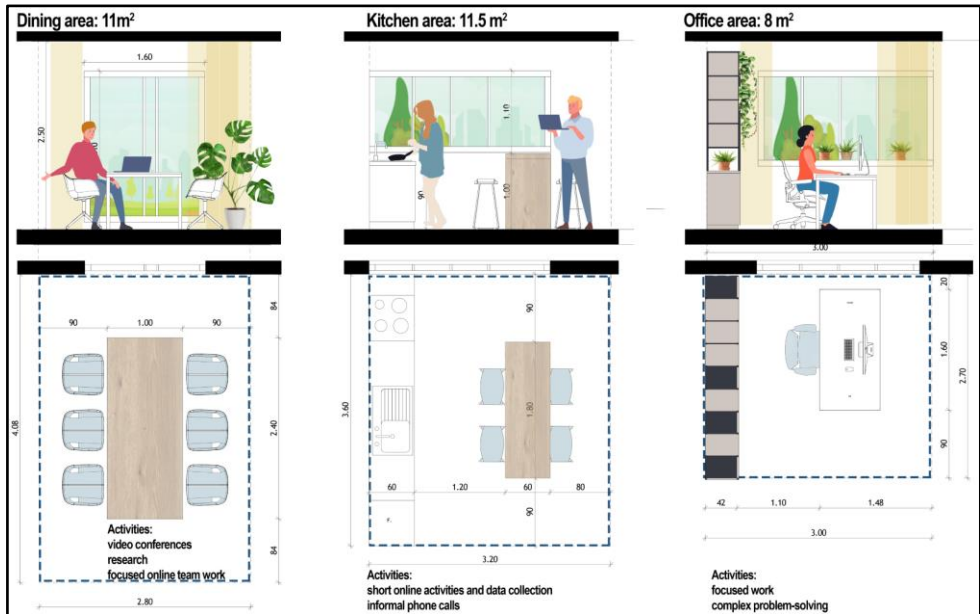 Dining area: 11m²
1.60
2.50
84
90 1.00 90
4.08
2.40
84
Activities:
video conferences
research
focused online team work
2.80
Kitchen area: 11.5 m²
1.10
1.00
90
90
3.60
1.80
60 1.20 60 80
90
3.20
Activities:
short online activities and data collection
informal phone calls
Office area: 8 m²
3.00
20
1.60
2.70
90
42 1.10 1.48
3.00
Activities:
focused work
complex problem-solving